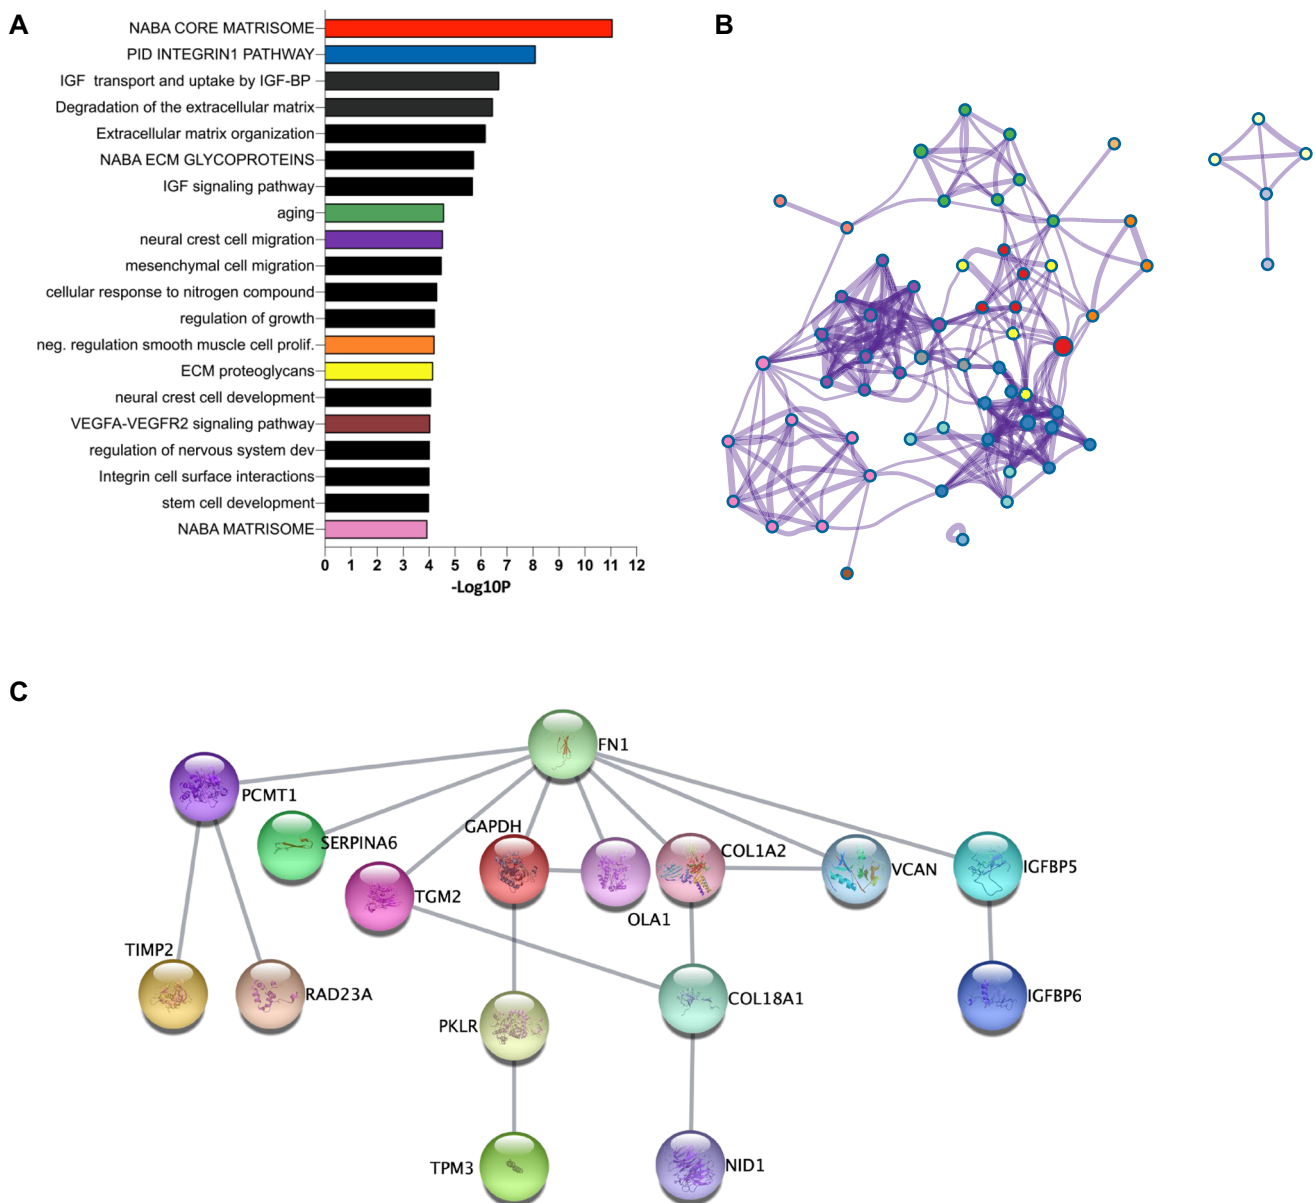 A
B
NABA CORE MATRISOME
PID INTEGRIN1 PATHWAY
IGF transport and uptake by IGF-BP
Degradation of the extracellular matrix
Extracellular matrix organization
NABA ECM GLYCOPROTEINS
IGF signaling pathway
aging
neural crest cell migration
mesenchymal cell migration
cellular response to nitrogen compound
regulation of growth
neg. regulation smooth muscle cell prolif.
ECM proteoglycans
neural crest cell development
VEGFA-VEGFR2 signaling pathway
regulation of nervous system dev
Integrin cell surface interactions
stem cell development
NABA MATRISOME
0 1 2 3 4 5 6 7 8 9 10 11 12
-Log10P
C
FN1
PCMT1
SERPINA6
GAPDH
COL1A2
VCAN
IGFBP5
TGM2
OLA1
TIMP2
RAD23A
COL18A1
IGFBP6
PKLR
TPM3
NID1